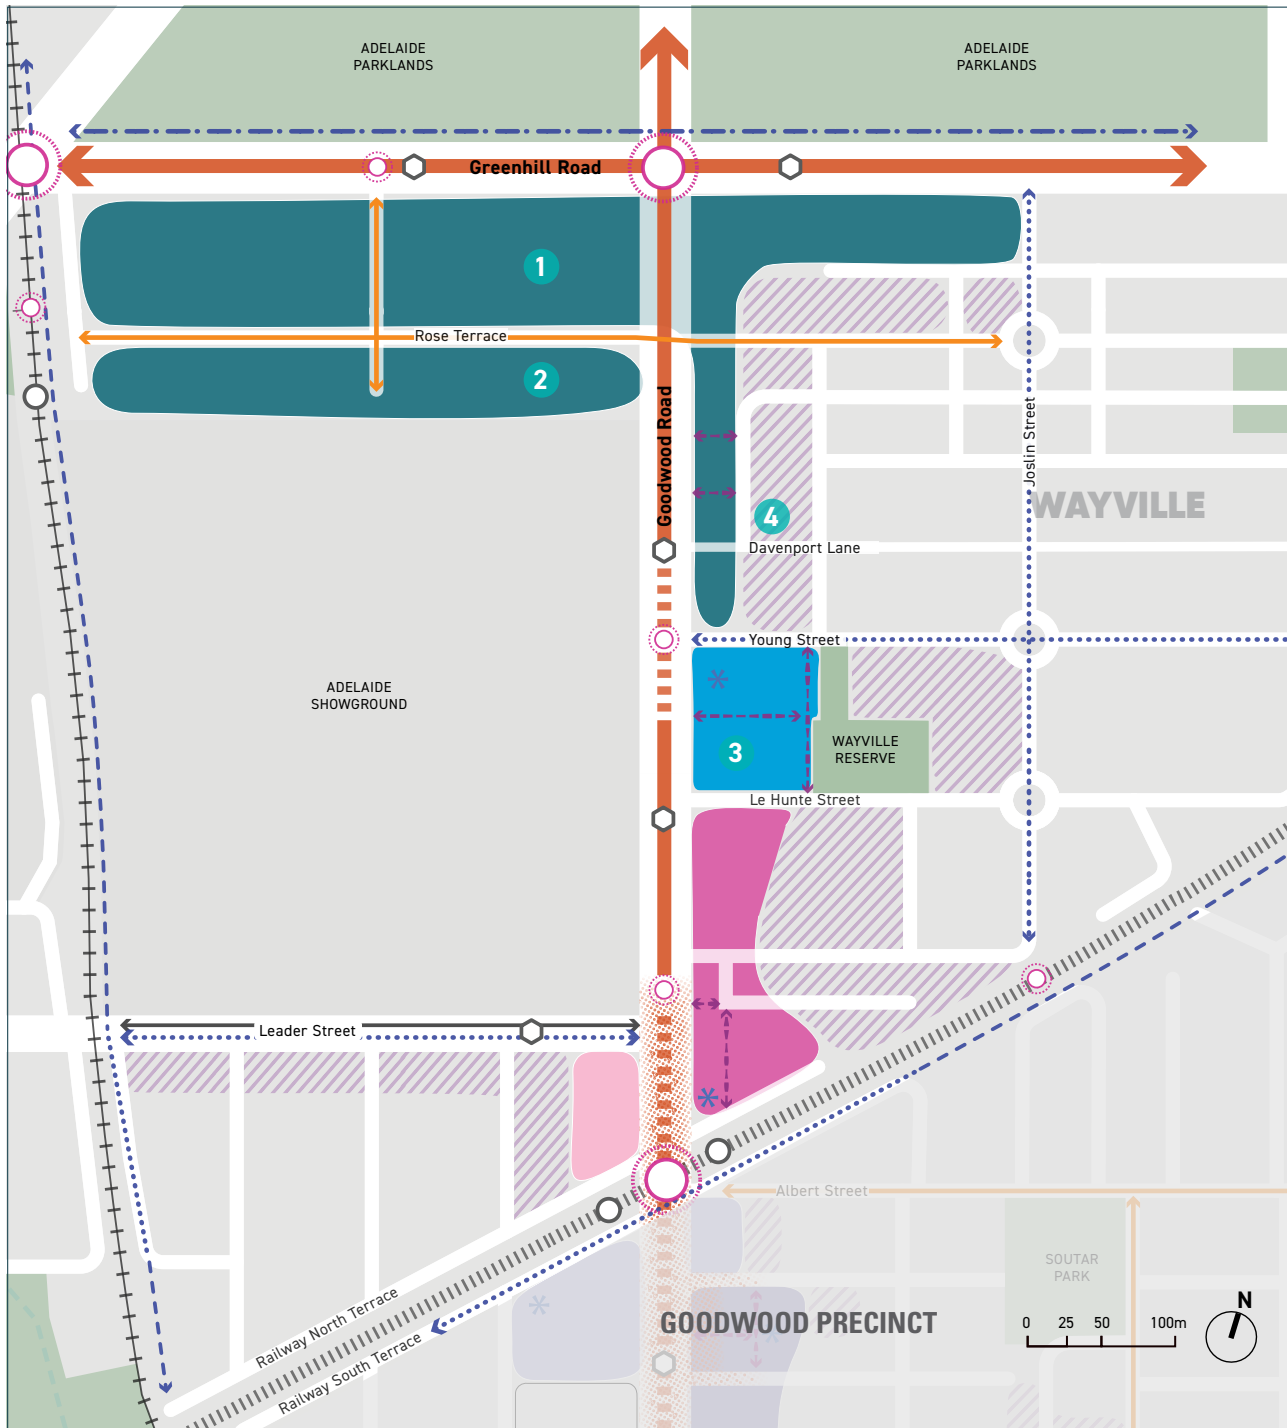 ADELAIDE
PARKLANDS
ADELAIDE
PARKLANDS
Greenhill Road
1
Rose Terrace
2
Goodwood Road
Joslin Street
WAYVILLE
4
Davenport Lane
Young Street
ADELAIDE
SHOWGROUND
3
WAYVILLE
RESERVE
Le Hunte Street
Leader Street
Albert Street
SOUTAR
PARK
Railway North Terrace
Railway South Terrace
GOODWOOD PRECINCT
N
0 25 50 100m